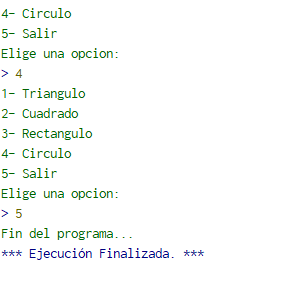 4- Circulo
5- Salir
Elige una opcion:
> 4
1- Triangulo
2- Cuadrado
3- Rectangulo
4- Circulo
5- Salir
Elige una opcion:
> 5
Fin del programa...
*** Ejecución Finalizada. ***